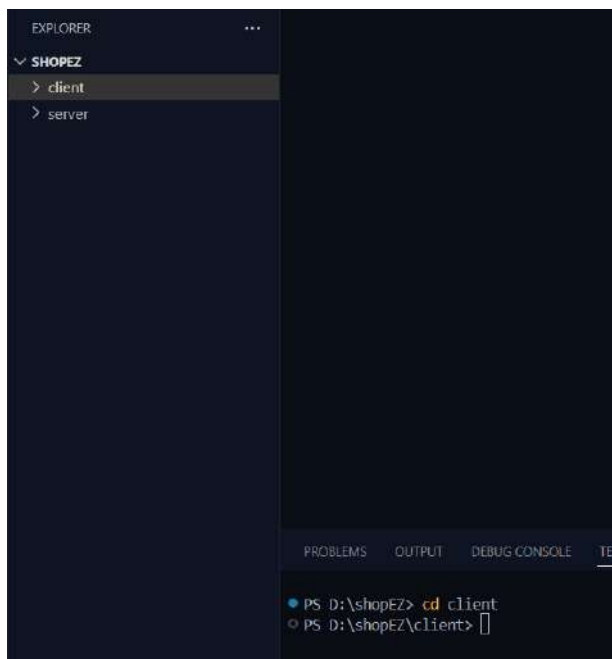 EXPLORER
SHOPEZ
client
server
PROBLEMS OUTPUT DEBUG CONSOLE
PS D:\shopEZ> cd client
PS D:\shopEZ\client>